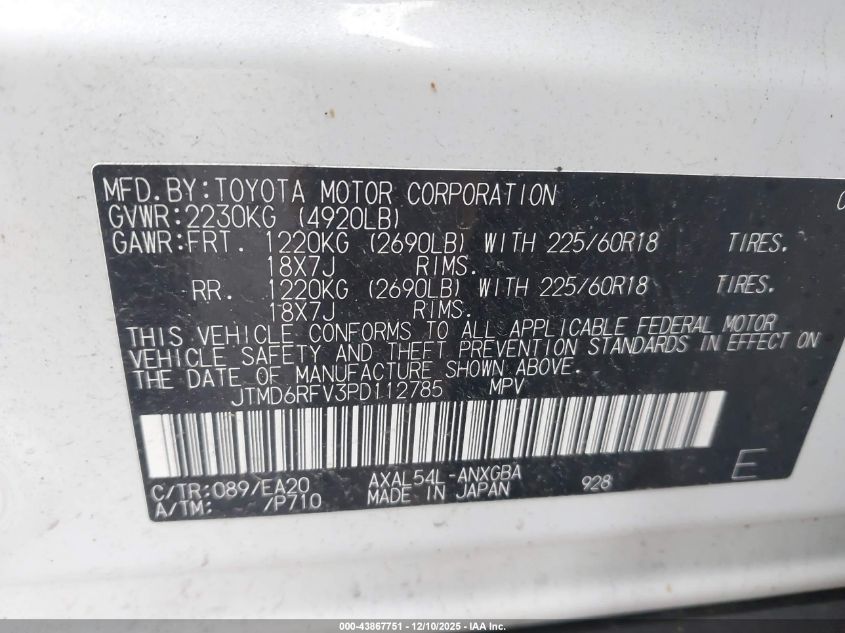 MFD.BY:TOYOTA MOTOR CORPORATION
GVWR:2230KG (4920LB)
GAWR:FRT. 1220KG (2690LB) WITH 225/60R18 TIRES.
18X7J RIMS.
RR. 1220KG (2690LB) WITH 225/60R18 TIRES.
18X7J RIMS.
THIS VEHICLE CONFORMS TO ALL APPLICABLE FEDERAL MOTOR
VEHICLE SAFETY AND THEFT PREVENTION STANDARDS IN EFFECT ON
THE DATE OF MANUFACTURE SHOWN ABOVE.
JTMD6RFV3PD112785 MPV
C/TR:089/EA20 AXAL54L-ANXGBA 928 E
A/TM: /P710 MADE IN JAPAN
000-43867751 - 12/10/2025 - IAA Inc.